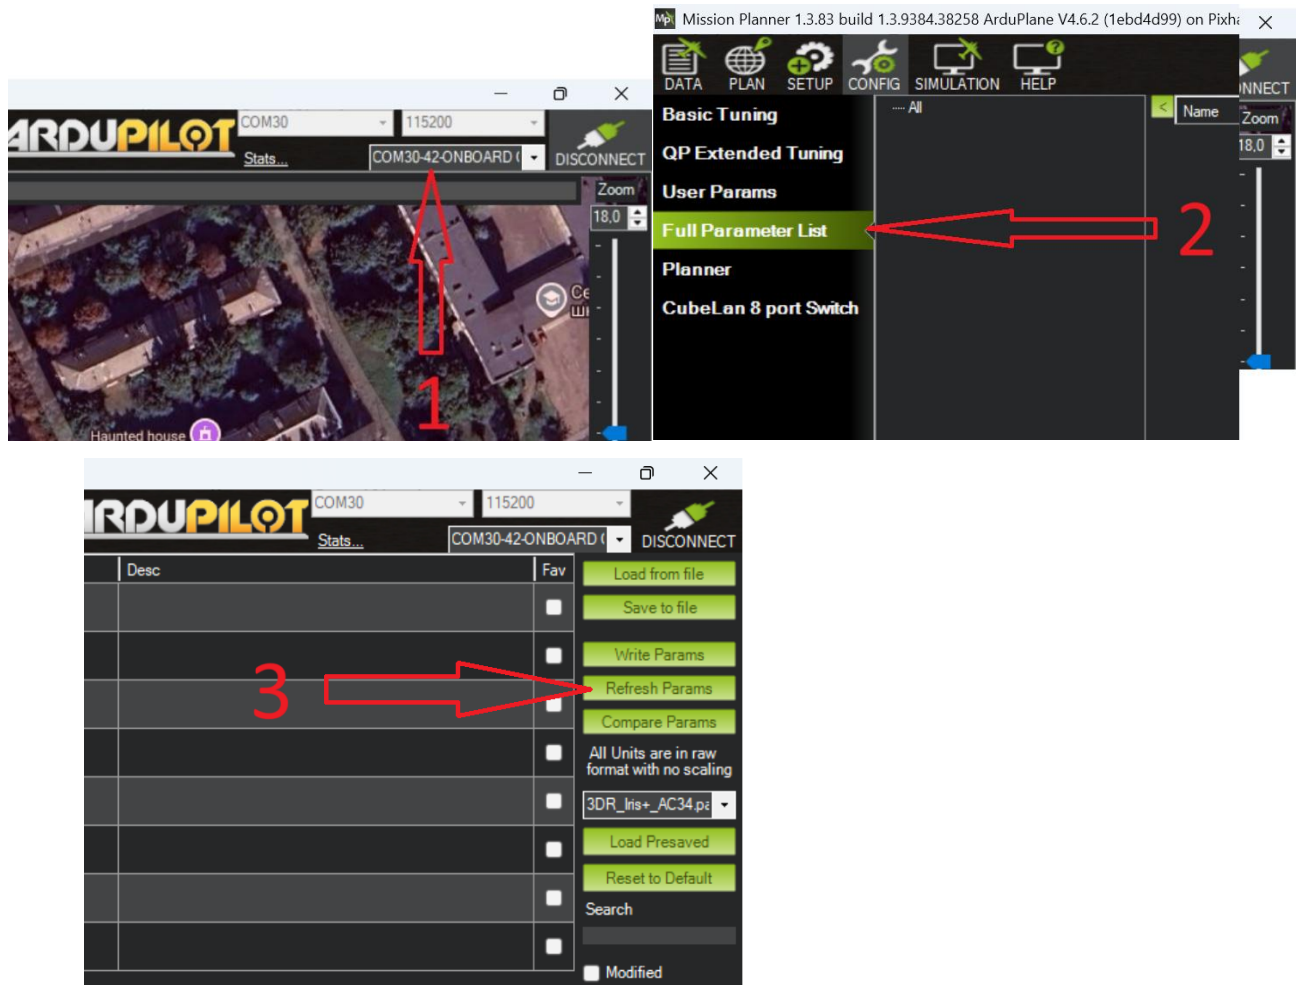 ARDUPILOT
COM30
115200
Stats...
COM30-42-ONBOARD (
DISCONNECT
Zoom
18,0
Haunted house
1
Mission Planner 1.3.83 build 1.3.9384.38258 ArduPlane V4.6.2 (1ebd4d99) on Pixha
DATA
PLAN
SETUP
CONFIG
SIMULATION
HELP
NNECT
Basic Tuning
QP Extended Tuning
User Params
Full Parameter List
Planner
CubeLan 8 port Switch
All
<
Name
Zoom
18,0
2
RDUPILOT
COM30
115200
Stats...
COM30-42-ONBOARD (
DISCONNECT
Desc
Fav
Load from file
Save to file
Write Params
Refresh Params
Compare Params
All Units are in raw
format with no scaling
3DR_Iris+_AC34.pa
Load Presaved
Reset to Default
Search
Modified
3